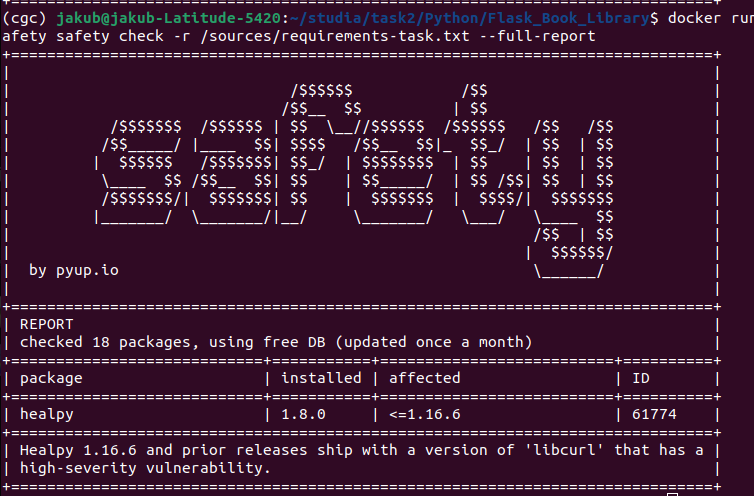 (cgc) jakub@jakub-Latitude-5420:~/studia/task2/Python/Flask_Book_Library$ docker run
afety safety check -r /sources/requirements-task.txt --full-report
safety
by pyup.io
REPORT
checked 18 packages, using free DB (updated once a month)
package | installed | affected | ID
healpy | 1.8.0 | <=1.16.6 | 61774
Healpy 1.16.6 and prior releases ship with a version of 'libcurl' that has a
high-severity vulnerability.